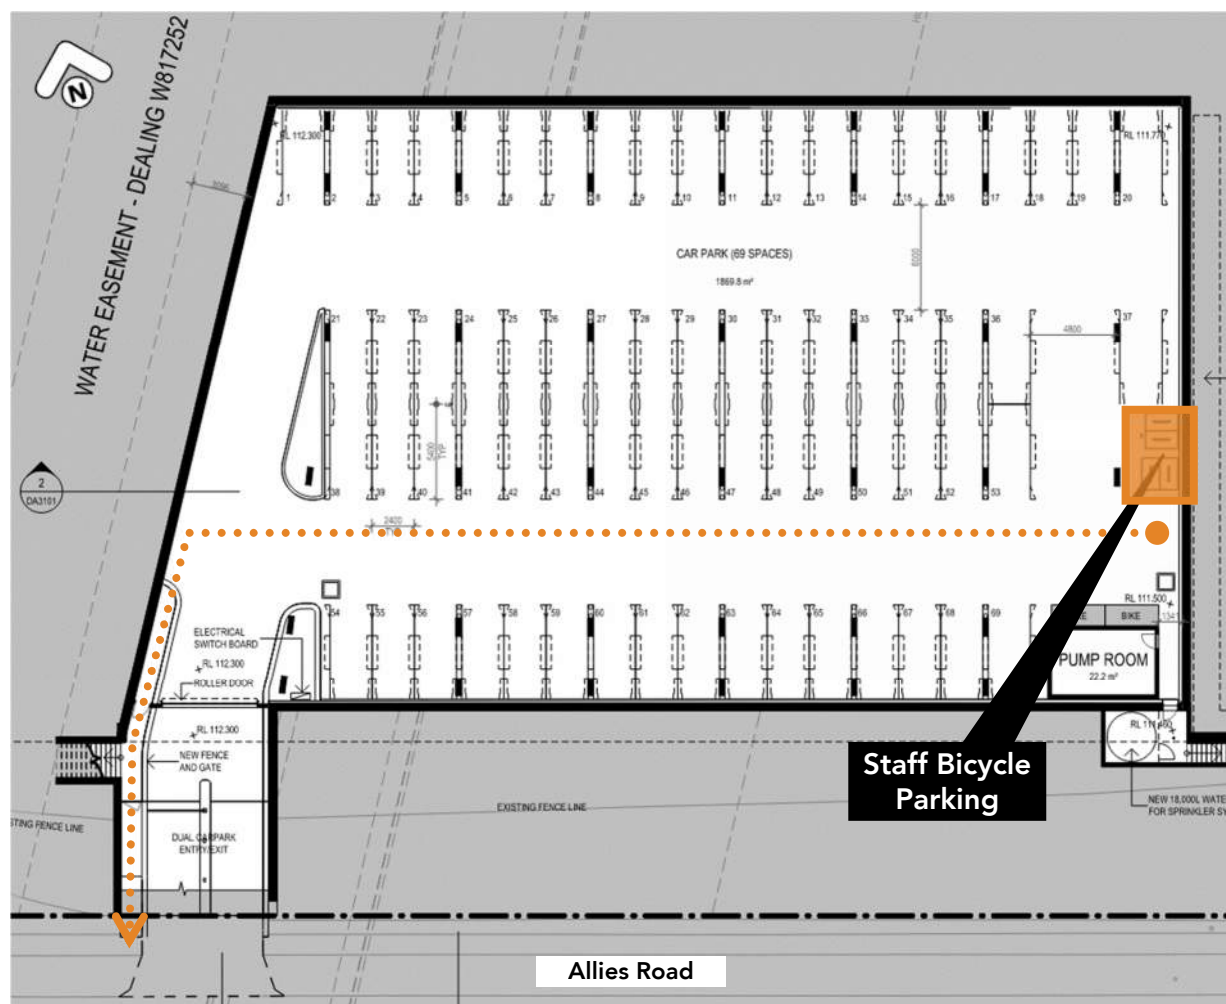 N
WATER EASEMENT - DEALING W817252
RL 112.300
RL 111.770
3096
1 2 3 4 5 6 7 8 9 10 11 12 13 14 15 16 17 18 19 20
CAR PARK (69 SPACES)
1869.8 m²
6000
21 22 23 24 25 26 27 28 29 30 31 32 33 34 35 36 37
4800
5400
TYP
2
DA3101
38 39 40 41 42 43 44 45 46 47 48 49 50 51 52 53
2400
54 55 56 57 58 59 60 61 62 63 64 65 66 67 68 69
RL 111.500
BIKE
1341
ELECTRICAL
SWITCH BOARD
RL 112.300
ROLLER DOOR
PUMP ROOM
22.2 m²
RL 112.300
NEW FENCE
AND GATE
Staff Bicycle
Parking
EXISTING FENCE LINE
STING FENCE LINE
NEW 18,000L WATE
FOR SPRINKLER SY
DUAL CARPARK
ENTRY/EXIT
Allies Road